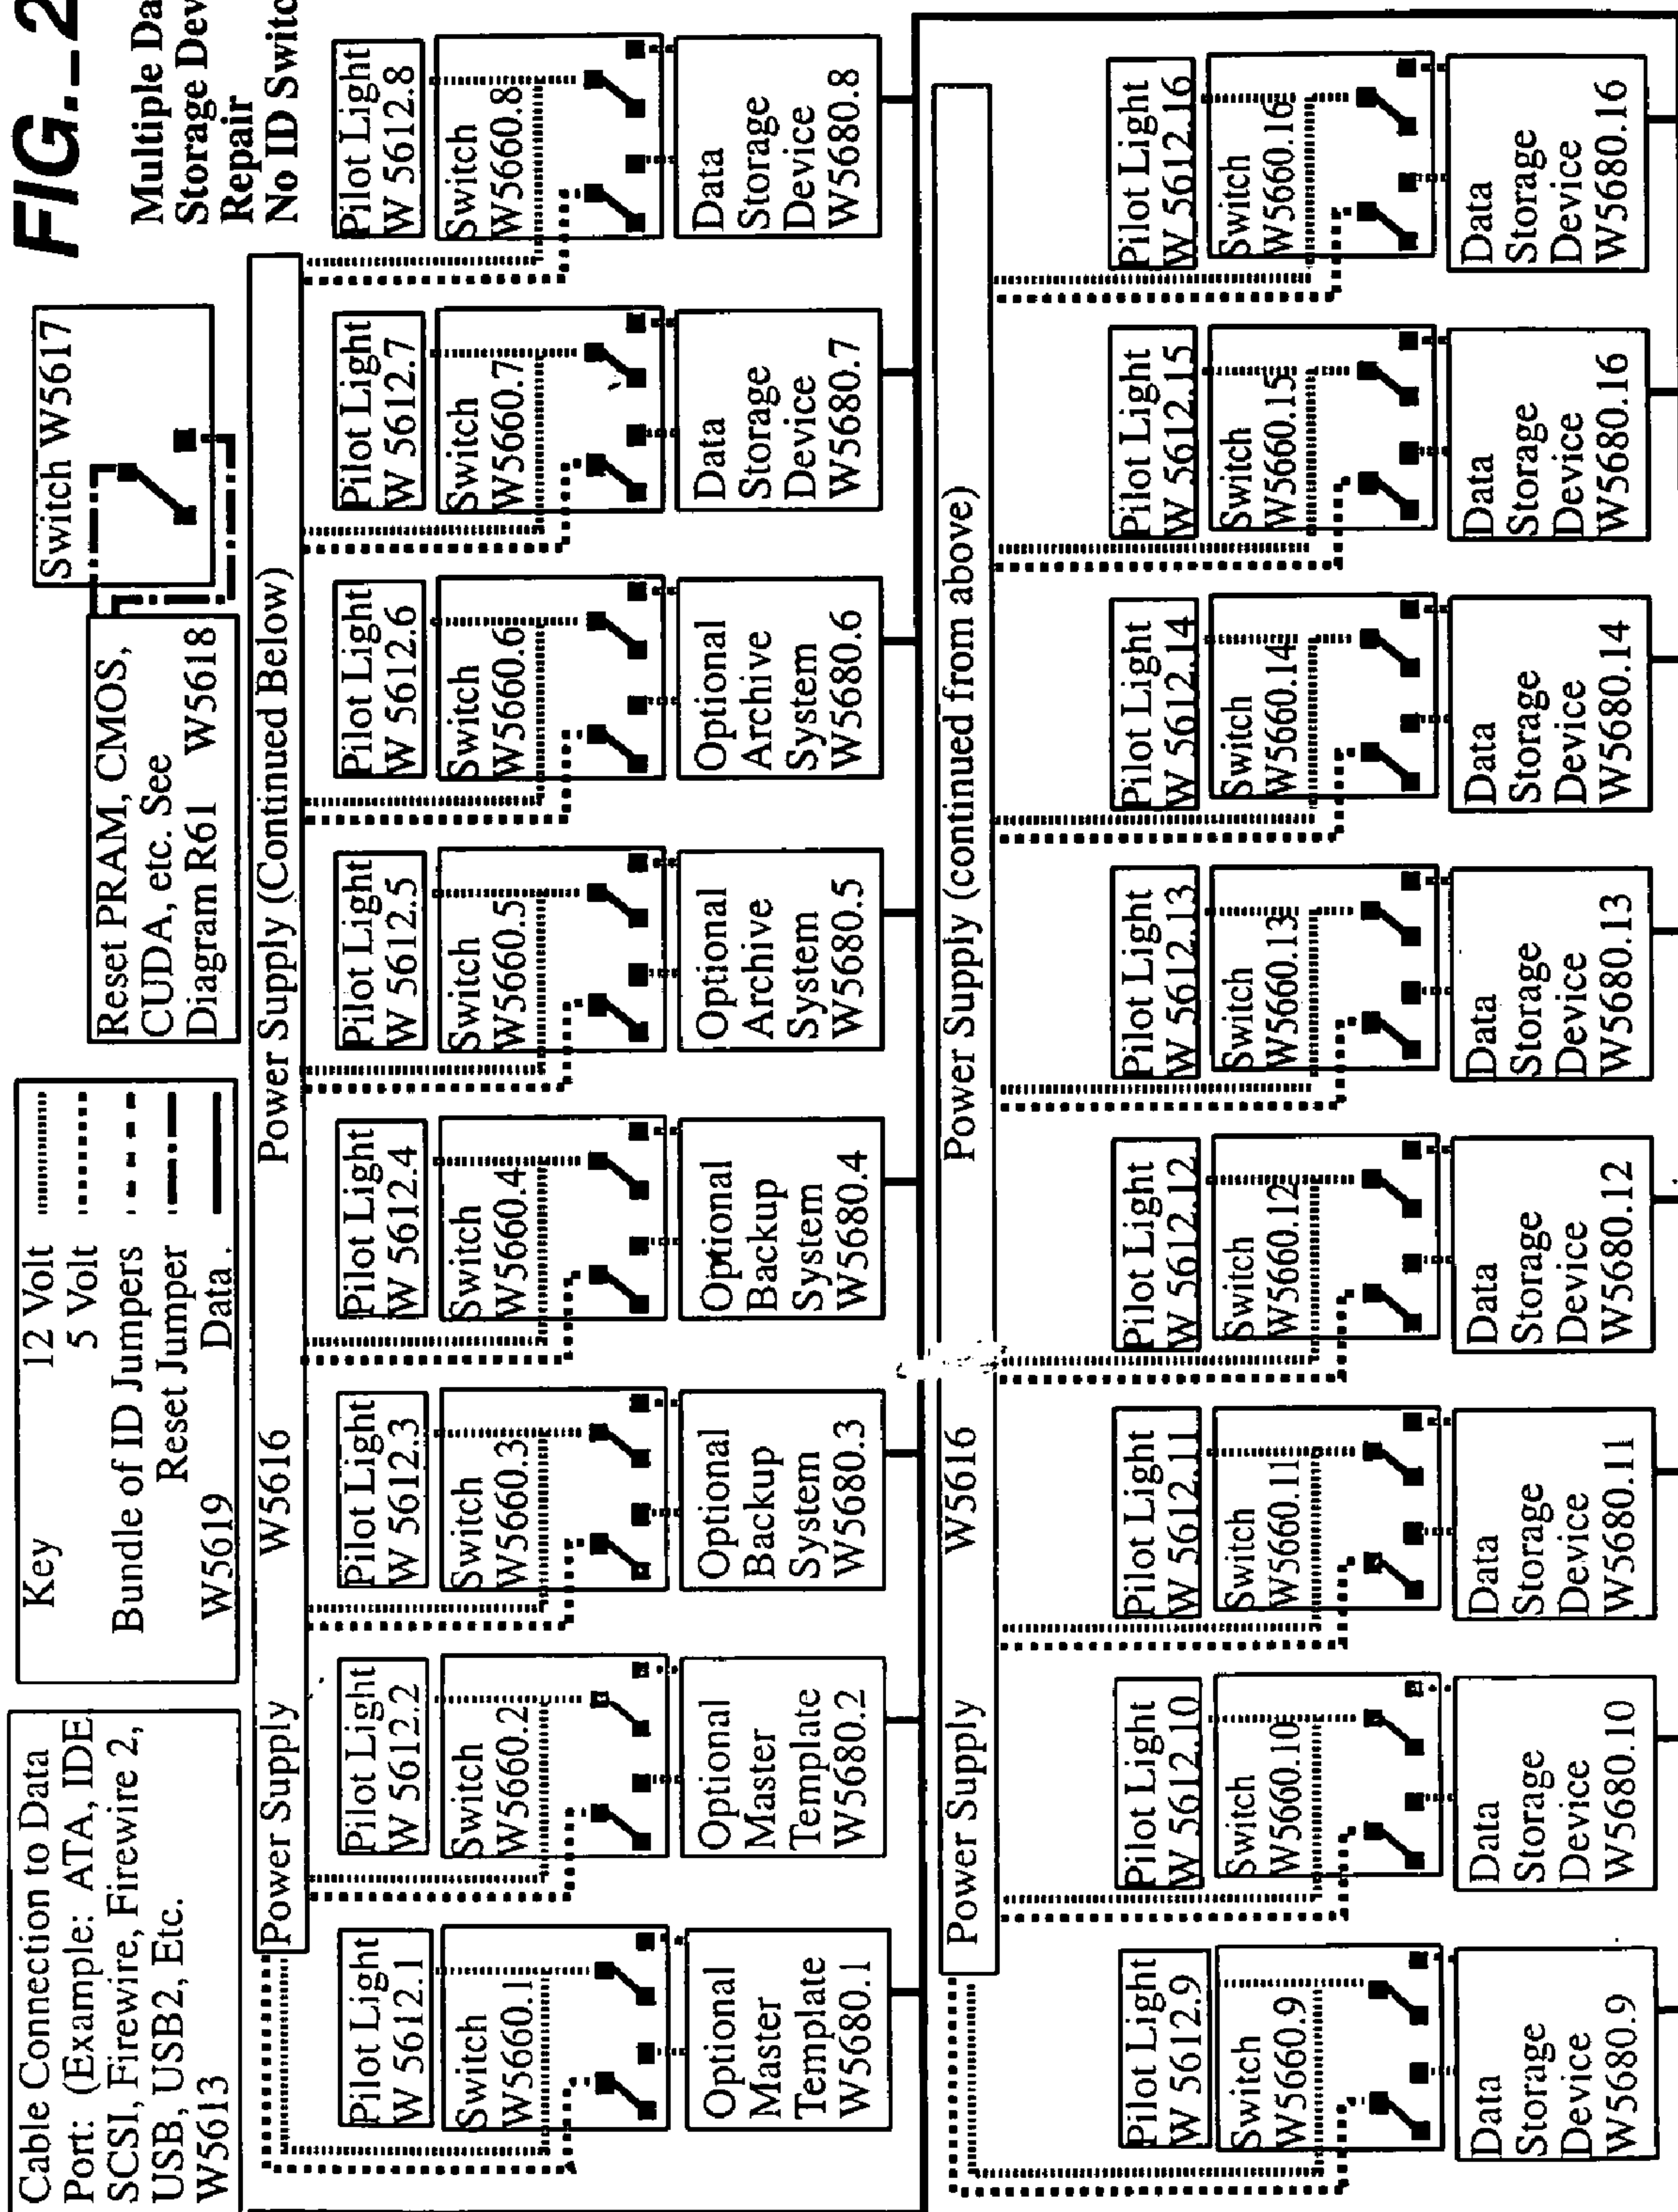 FIG._2
Multiple Da
Storage Dev
Repair
No ID Switc
Cable Connection to Data
Port: (Example: ATA, IDE
SCSI, Firewire, Firewire 2,
USB, USB2, Etc.
W5613
Key 12 Volt
5 Volt
Bundle of ID Jumpers
Reset Jumper
W5619 Data
Reset PRAM, CMOS,
CUDA, etc. See
Diagram R61 W5618
Switch W5617
Power Supply W5616 Power Supply (Continued Below)
Pilot Light
W 5612.1
Switch
W5660.1
Optional
Master
Template
W5680.1
Pilot Light
W 5612.2
Switch
W5660.2
Optional
Master
Template
W5680.2
Pilot Light
W 5612.3
Switch
W5660.3
Optional
Backup
System
W5680.3
Pilot Light
W 5612.4
Switch
W5660.4
Optional
Backup
System
W5680.4
Pilot Light
W 5612.5
Switch
W5660.5
Optional
Archive
System
W5680.5
Pilot Light
W 5612.6
Switch
W5660.6
Optional
Archive
System
W5680.6
Pilot Light
W 5612.7
Switch
W5660.7
Data
Storage
Device
W5680.7
Pilot Light
W 5612.8
Switch
W5660.8
Data
Storage
Device
W5680.8
Power Supply W5616 Power Supply (continued from above)
Pilot Light
W 5612.9
Switch
W5660.9
Data
Storage
Device
W5680.9
Pilot Light
W 5612.10
Switch
W5660.10
Data
Storage
Device
W5680.10
Pilot Light
W 5612.11
Switch
W5660.11
Data
Storage
Device
W5680.11
Pilot Light
W 5612.12
Switch
W5660.12
Data
Storage
Device
W5680.12
Pilot Light
W 5612.13
Switch
W5660.13
Data
Storage
Device
W5680.13
Pilot Light
W 5612.14
Switch
W5660.14
Data
Storage
Device
W5680.14
Pilot Light
W 5612.15
Switch
W5660.15
Data
Storage
Device
W5680.16
Pilot Light
W 5612.16
Switch
W5660.16
Data
Storage
Device
W5680.16